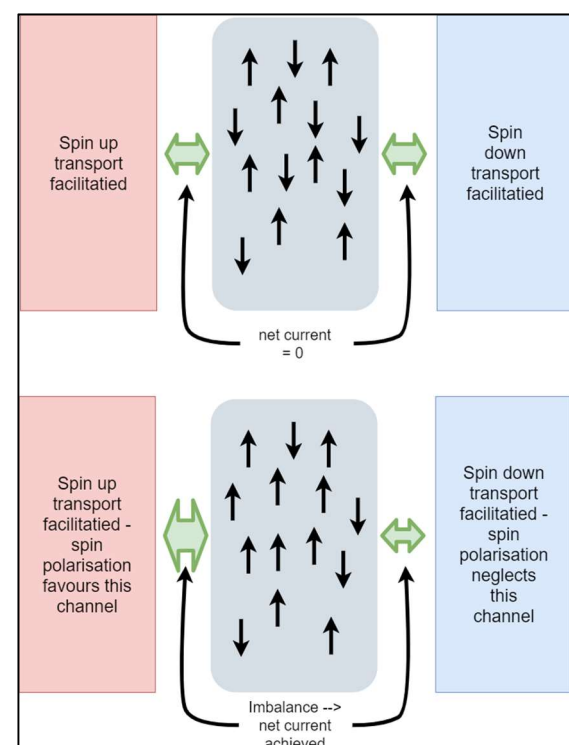 Spin up
transport
facilitatied
Spin
down
transport
facilitatied
net current
= 0
Spin up
transport
facilitatied -
spin
polarisation
favours this
channel
Spin down
transport
facilitatied -
spin
polarisation
neglects
this
channel
Imbalance -->
net current
achieved